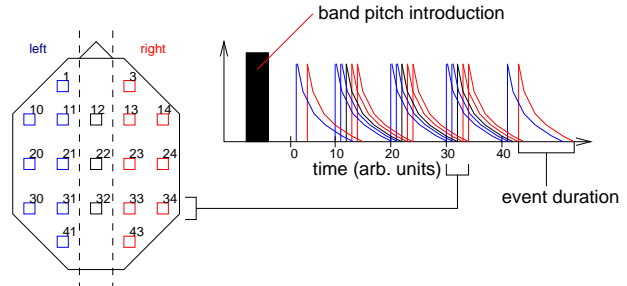 band pitch introduction
left right
1 3
10 11 12 13 14
20 21 22 23 24
30 31 32 33 34
41 43
0 10 20 30 40
time (arb. units)
event duration